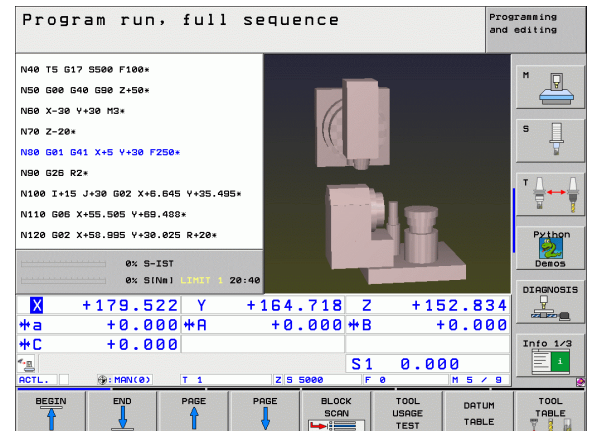 Program run, full sequence
Programming
and editing
N40 T5 G17 S500 F100*
N50 G00 G40 G90 Z+50*
N60 X-30 Y+30 M3*
N70 Z-20*
N80 G01 G41 X+5 Y+30 F250*
N90 G26 R2*
N100 I+15 J+30 G02 X+6.645 Y+35.495*
N110 G06 X+55.505 Y+69.488*
N120 G02 X+58.995 Y+30.025 R+20*
0% S-IST
0% S[Nm] LIMIT 1 20:40
X +179.522 Y +164.718 Z +152.834
a +0.000 A +0.000 B +0.000
C +0.000
S1 0.000
ACTL. : MAN(0) T 1 Z S 5000 F 0 M 5 / 9
M
S
T
Python
Demos
DIAGNOSIS
Info 1/3
i
BEGIN
END
PAGE
PAGE
BLOCK
SCAN
TOOL
USAGE
TEST
DATUM
TABLE
TOOL
TABLE